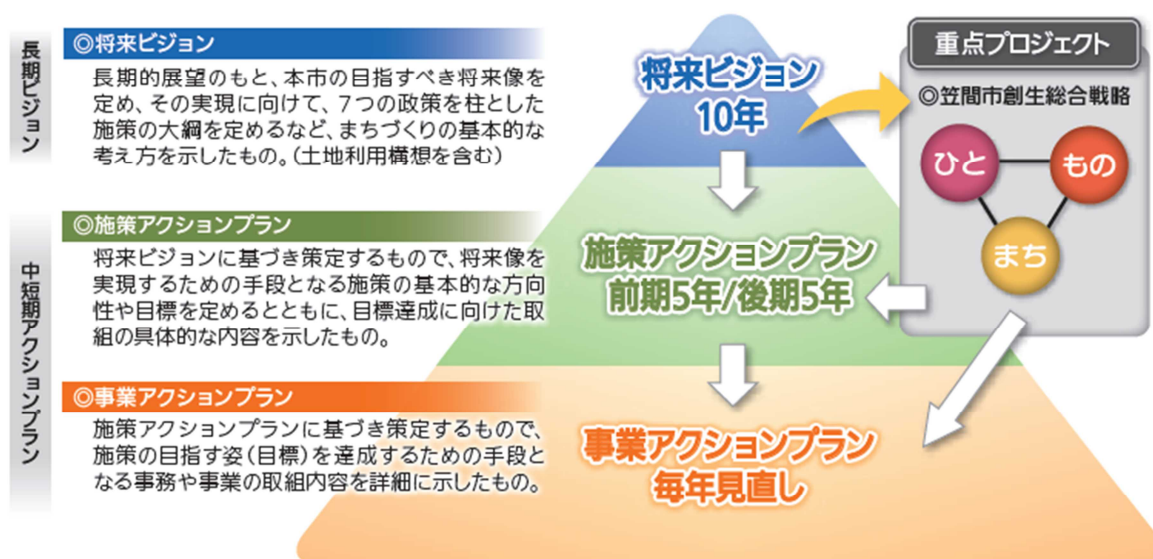 長期ビジョン
◎将来ビジョン
長期的展望のもと、本市の目指すべき将来像を
定め、その実現に向けて、7つの政策を柱とした
施策の大綱を定めるなど、まちづくりの基本的な
考え方を示したもの。(土地利用構想を含む)
中短期アクションプラン
◎施策アクションプラン
将来ビジョンに基づき策定するもので、将来像を
実現するための手段となる施策の基本的な方向
性や目標を定めるとともに、目標達成に向けた取
組の具体的な内容を示したもの。
◎事業アクションプラン
施策アクションプランに基づき策定するもので、
施策の目指す姿(目標)を達成するための手段と
なる事務や事業の取組内容を詳細に示したもの。
将来ビジョン
10年
施策アクションプラン
前期5年/後期5年
事業アクションプラン
毎年見直し
重点プロジェクト
◎笠間市創生総合戦略
ひと
もの
まち